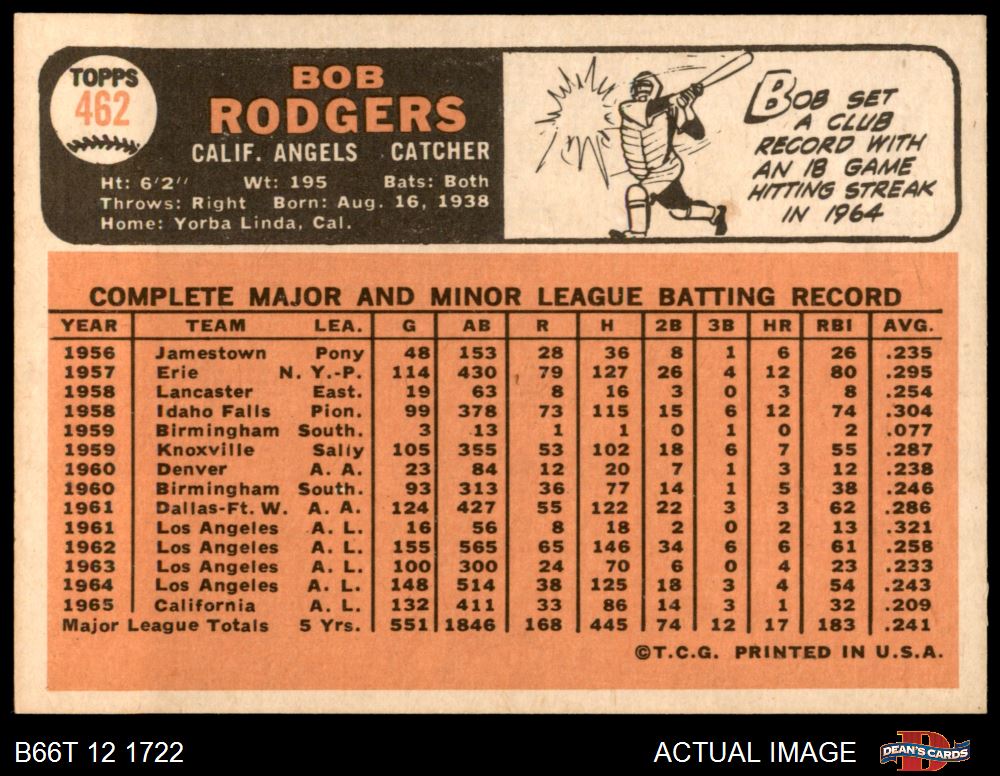 TOPPS
462
BOB
RODGERS
CALIF. ANGELS CATCHER
Ht: 6'2" Wt: 195 Bats: Both
Throws: Right Born: Aug. 16, 1938
Home: Yorba Linda, Cal.
BOB SET
A CLUB
RECORD WITH
AN 18 GAME
HITTING STREAK
IN 1964
COMPLETE MAJOR AND MINOR LEAGUE BATTING RECORD
YEAR TEAM LEA. G AB R H 2B 3B HR RBI AVG.
1956 Jamestown Pony 48 153 28 36 8 1 6 26 .235
1957 Erie N. Y.-P. 114 430 79 127 26 4 12 80 .295
1958 Lancaster East. 19 63 8 16 3 0 3 8 .254
1958 Idaho Falls Pion. 99 378 73 115 15 6 12 74 .304
1959 Birmingham South. 3 13 1 1 0 1 0 2 .077
1959 Knoxville Sally 105 355 53 102 18 6 7 55 .287
1960 Denver A. A. 23 84 12 20 7 1 3 12 .238
1960 Birmingham South. 93 313 36 77 14 1 5 38 .246
1961 Dallas-Ft. W. A. A. 124 427 55 122 22 3 3 62 .286
1961 Los Angeles A. L. 16 56 8 18 2 0 2 13 .321
1962 Los Angeles A. L. 155 565 65 146 34 6 6 61 .258
1963 Los Angeles A. L. 100 300 24 70 6 0 4 23 .233
1964 Los Angeles A. L. 148 514 38 125 18 3 4 54 .243
1965 California A. L. 132 411 33 86 14 3 1 32 .209
Major League Totals 5 Yrs. 551 1846 168 445 74 12 17 183 .241
©T.C.G. PRINTED IN U.S.A.
B66T 12 1722 ACTUAL IMAGE DEAN'S CARDS